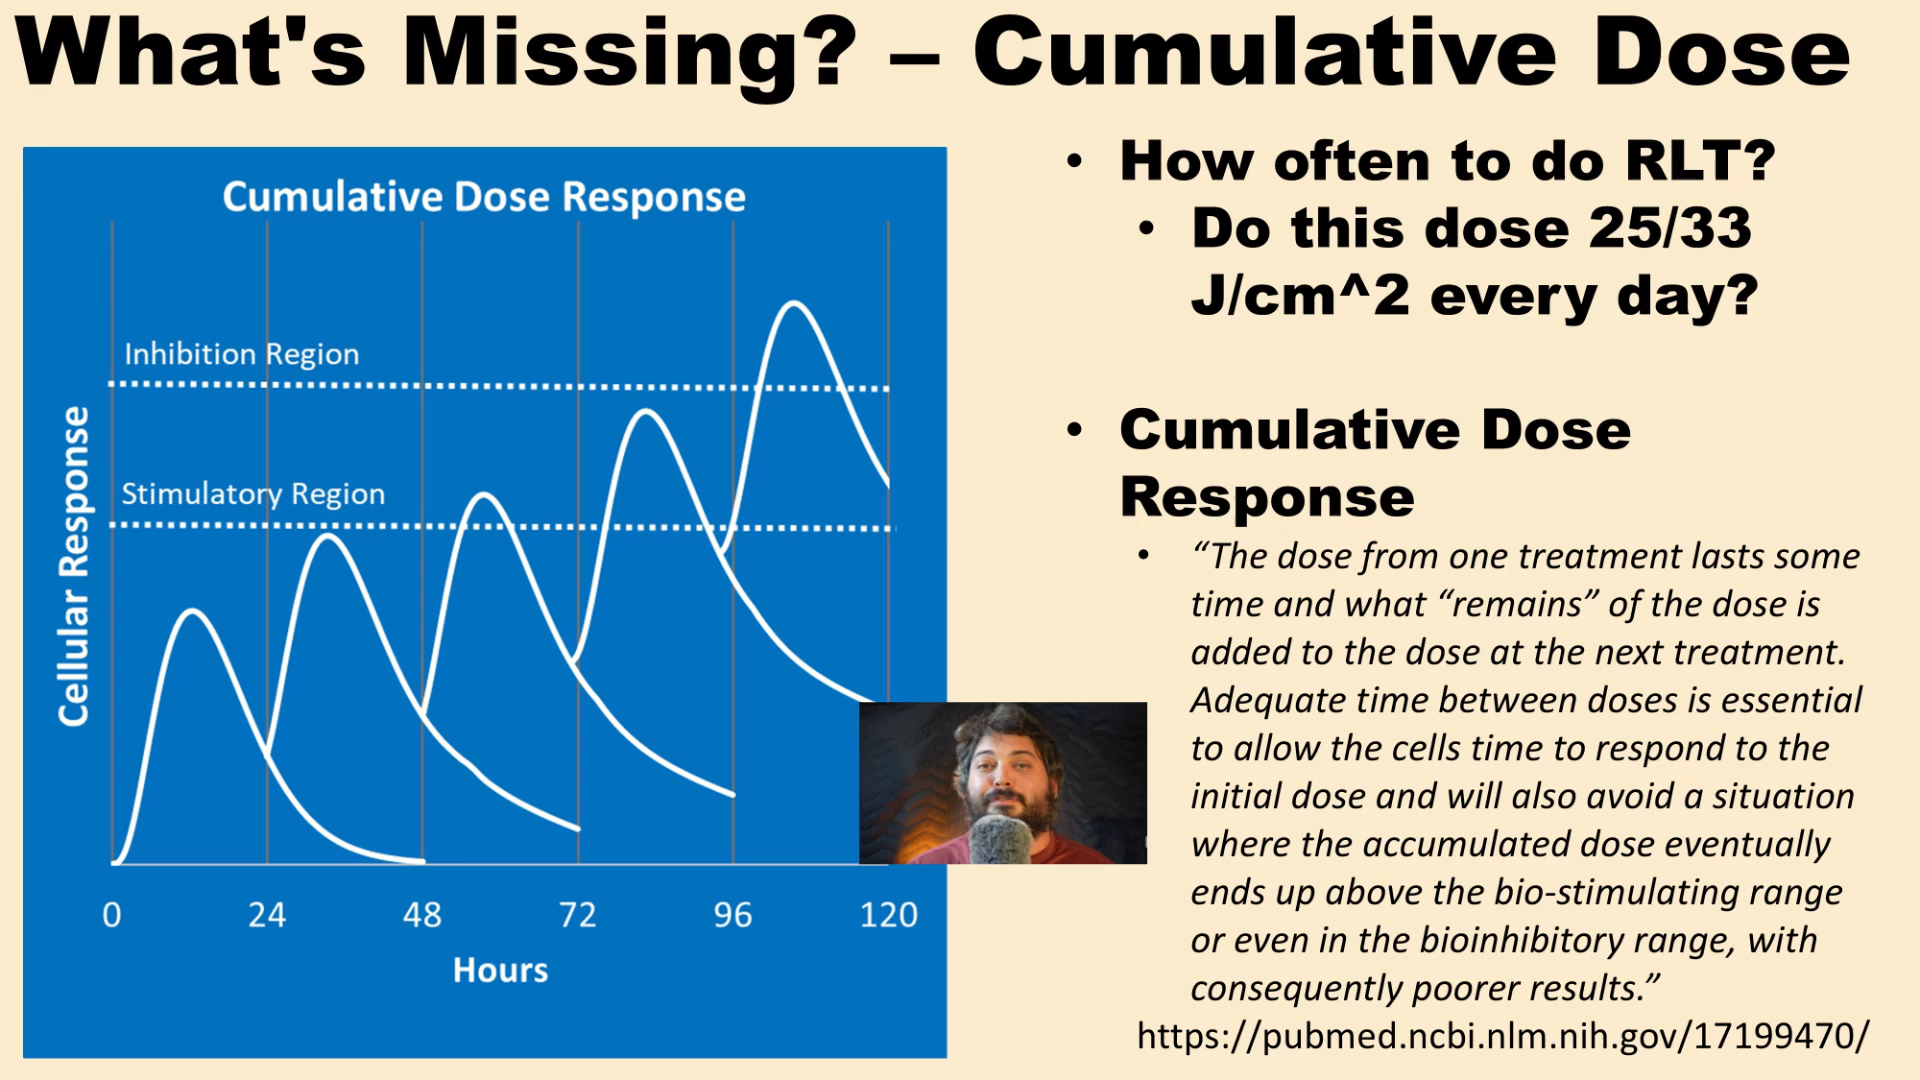 What's Missing? – Cumulative Dose
Cumulative Dose Response
Inhibition Region
Stimulatory Region
Cellular Response
0 24 48 72 96 120
Hours
• How often to do RLT?
• Do this dose 25/33
J/cm^2 every day?
• Cumulative Dose
Response
• “The dose from one treatment lasts some
time and what “remains” of the dose is
added to the dose at the next treatment.
Adequate time between doses is essential
to allow the cells time to respond to the
initial dose and will also avoid a situation
where the accumulated dose eventually
ends up above the bio-stimulating range
or even in the bioinhibitory range, with
consequently poorer results.”
https://pubmed.ncbi.nlm.nih.gov/17199470/